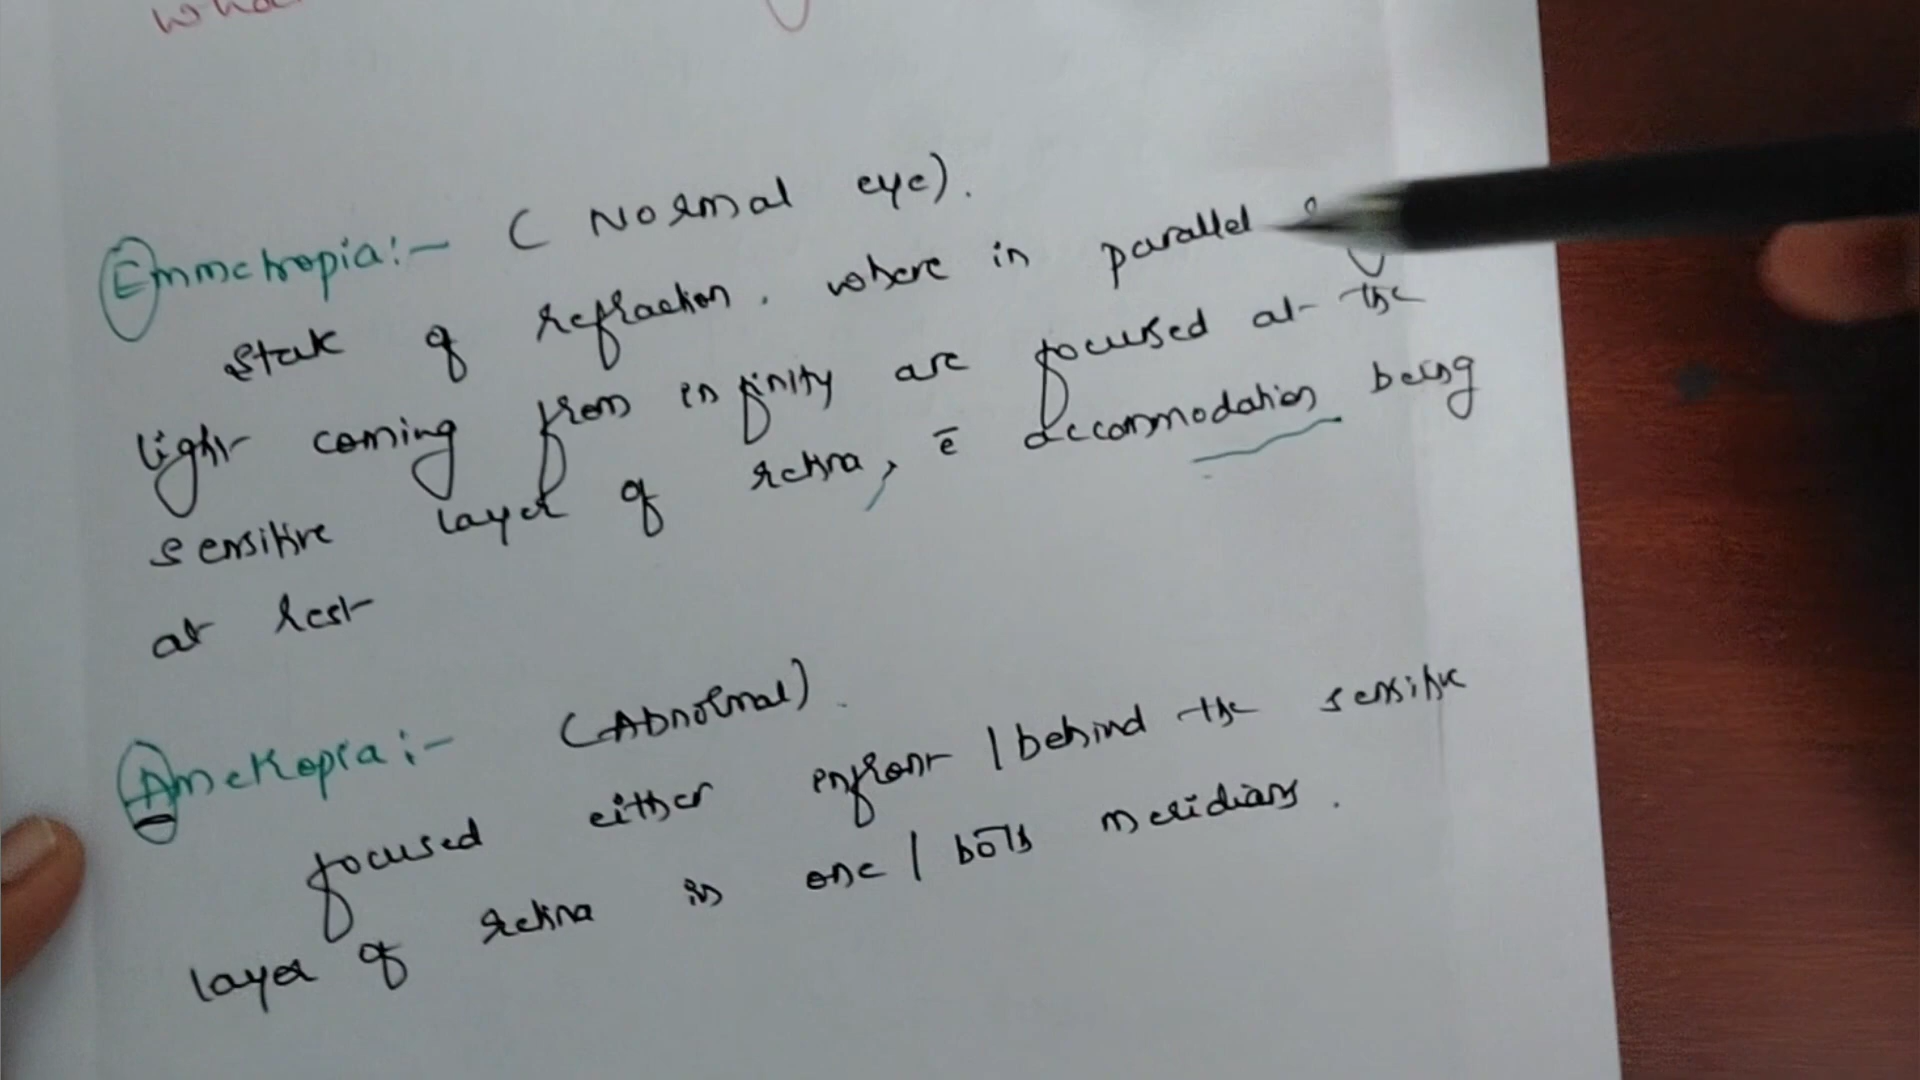 Emmetropia:- ( Normal eye).
state of refraction. where in parallel
light coming from infinity are focused at the
sensitive layer of retina, c̄ accommodation being
at rest
Ametropia:- (Abnormal).
focused either infront / behind the sensitive
layer of retina in one / both meridians.